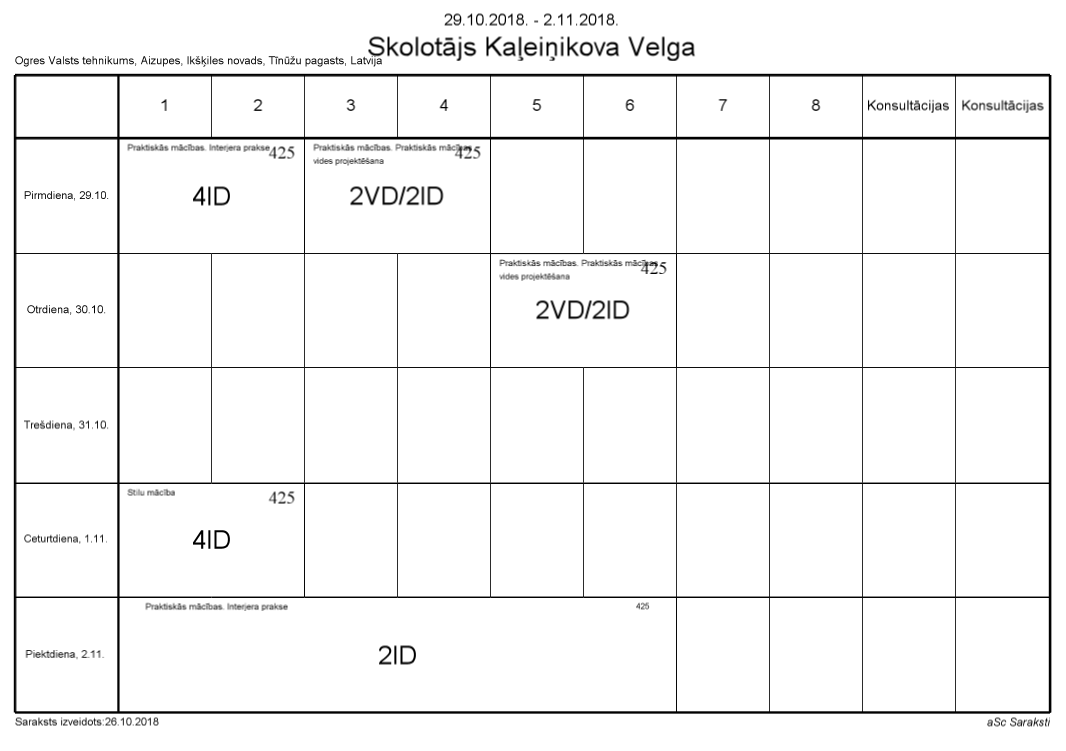 29.10.2018. - 2.11.2018.
Skolotājs Kaļeiņikova Velga
Ogres Valsts tehnikums, Aizupes, Ikšķiles novads, Tīnūžu pagasts, Latvija
1 2 3 4 5 6 7 8 Konsultācijas Konsultācijas
Pirmdiena, 29.10.
Praktiskās mācības. Interjera prakse 425
4ID
Praktiskās mācības. Praktiskās mācības 425
vides projektēšana
2VD/2ID
Otrdiena, 30.10.
Praktiskās mācības. Praktiskās mācības 425
vides projektēšana
2VD/2ID
Trešdiena, 31.10.
Ceturtdiena, 1.11.
Stilu mācība 425
4ID
Piektdiena, 2.11.
Praktiskās mācības. Interjera prakse 425
2ID
Saraksts izveidots:26.10.2018
aSc Saraksti